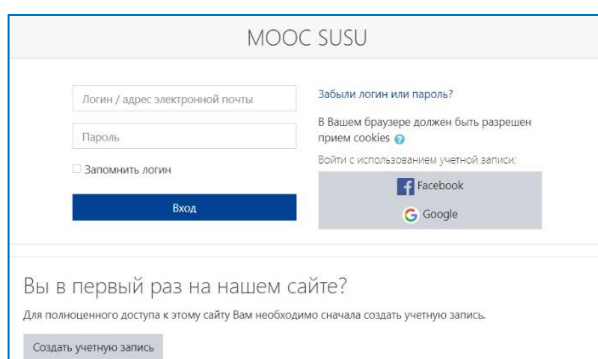 MOOC SUSU
Логин / адрес электронной почты
Пароль
Запомнить логин
Вход
Забыли логин или пароль?
В Вашем браузере должен быть разрешен
прием cookies
Войти с использованием учетной записи:
Facebook
Google
Вы в первый раз на нашем сайте?
Для полноценного доступа к этому сайту Вам необходимо сначала создать учетную запись.
Создать учетную запись